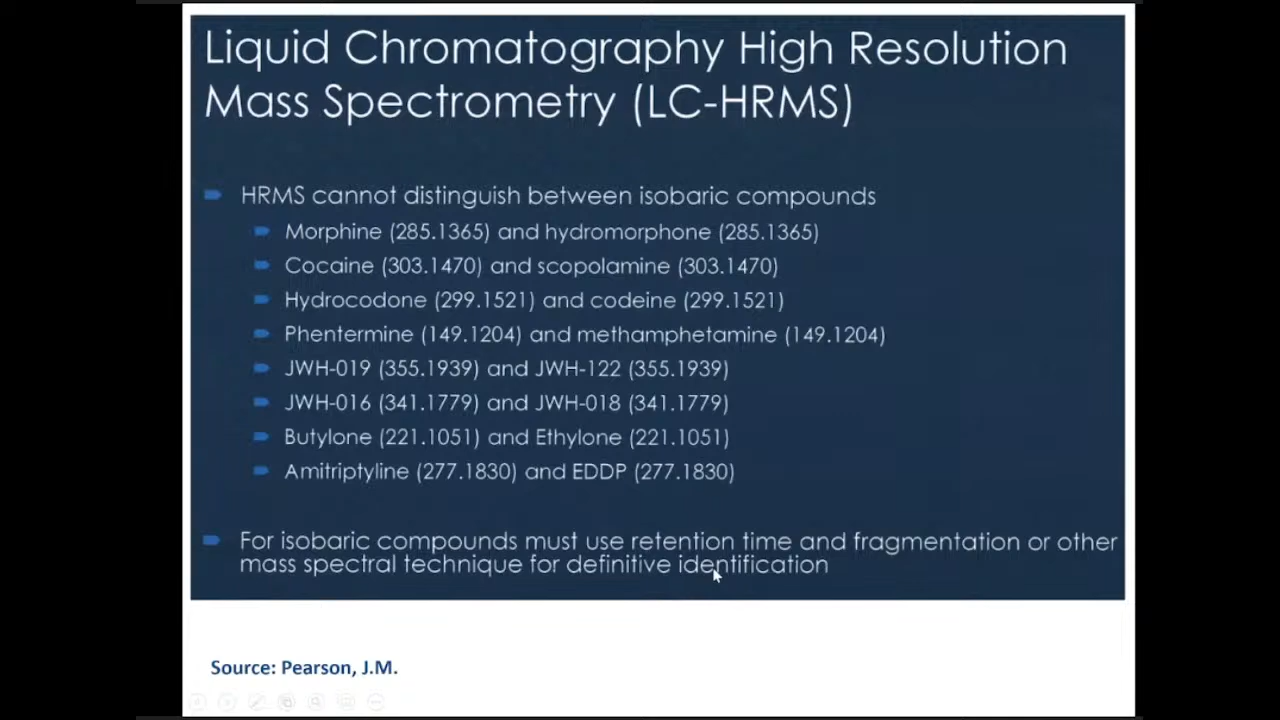 Liquid Chromatography High Resolution
Mass Spectrometry (LC-HRMS)
HRMS cannot distinguish between isobaric compounds
Morphine (285.1365) and hydromorphone (285.1365)
Cocaine (303.1470) and scopolamine (303.1470)
Hydrocodone (299.1521) and codeine (299.1521)
Phentermine (149.1204) and methamphetamine (149.1204)
JWH-019 (355.1939) and JWH-122 (355.1939)
JWH-016 (341.1779) and JWH-018 (341.1779)
Butylone (221.1051) and Ethylone (221.1051)
Amitriptyline (277.1830) and EDDP (277.1830)
For isobaric compounds must use retention time and fragmentation or other
mass spectral technique for definitive identification
Source: Pearson, J.M.